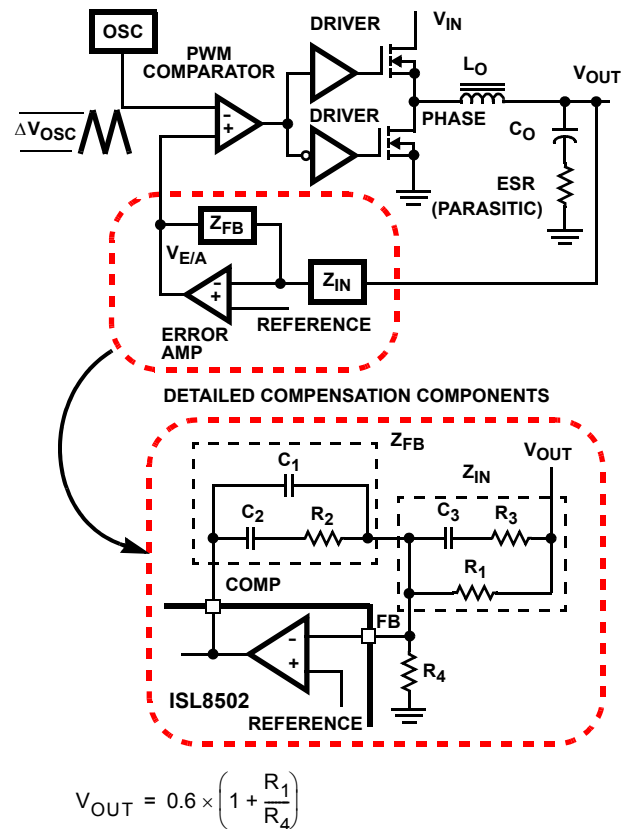 OSC
PWM
COMPARATOR
DRIVER
V_IN
ΔV_OSC
-
+
DRIVER
PHASE
L_O
V_OUT
C_O
ESR
(PARASITIC)
Z_FB
V_E/A
-
+
Z_IN
REFERENCE
ERROR
AMP
DETAILED COMPENSATION COMPONENTS
Z_FB
V_OUT
C_1
Z_IN
C_2
R_2
C_3
R_3
R_1
COMP
FB
-
+
R_4
ISL8502
REFERENCE
V_OUT = 0.6 × (1 + R_1/R_4)